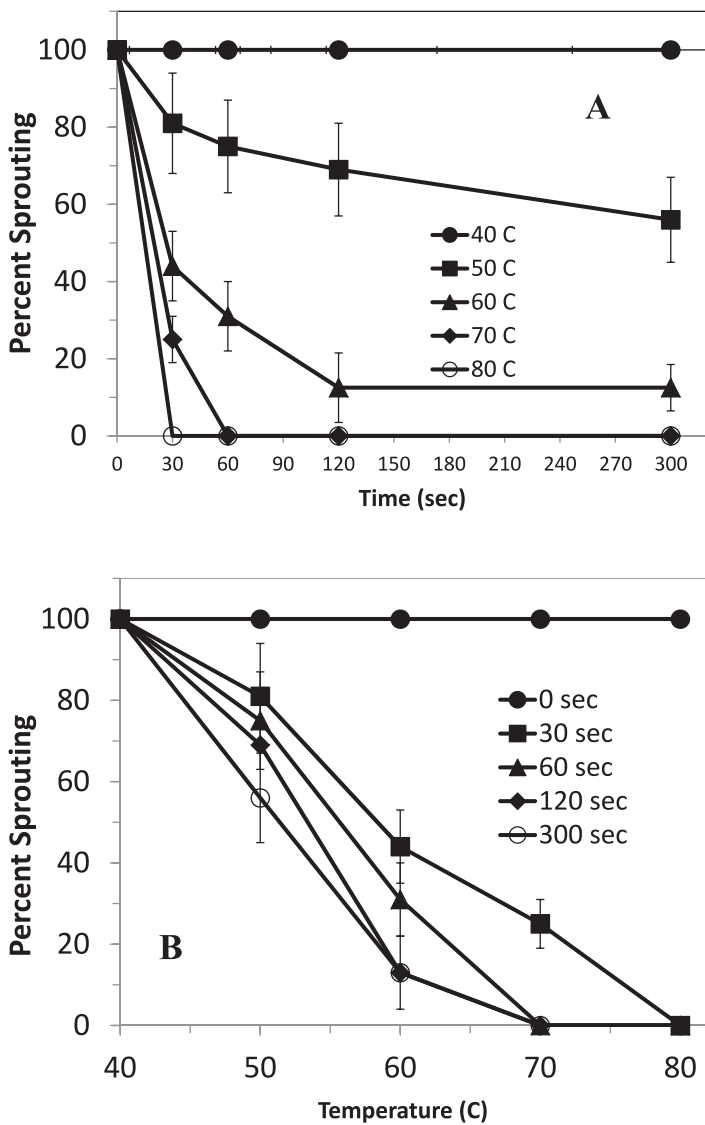 A
Percent Sprouting
100
80
60
40
20
0
40 C
50 C
60 C
70 C
80 C
0 30 60 90 120 150 180 210 240 270 300
Time (sec)
B
Percent Sprouting
100
80
60
40
20
0
0 sec
30 sec
60 sec
120 sec
300 sec
40 50 60 70 80
Temperature (C)